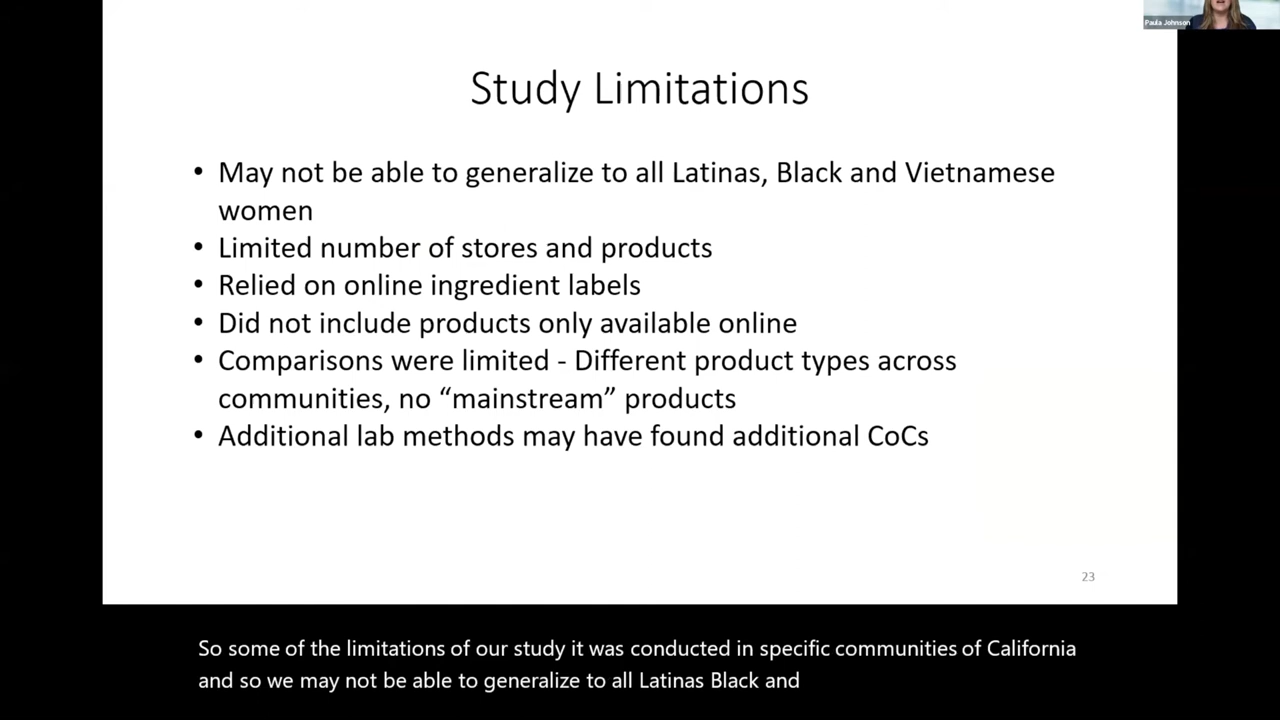 Paula Johnson
Study Limitations
• May not be able to generalize to all Latinas, Black and Vietnamese
women
• Limited number of stores and products
• Relied on online ingredient labels
• Did not include products only available online
• Comparisons were limited - Different product types across
communities, no “mainstream” products
• Additional lab methods may have found additional CoCs
23
So some of the limitations of our study it was conducted in specific communities of California
and so we may not be able to generalize to all Latinas Black and